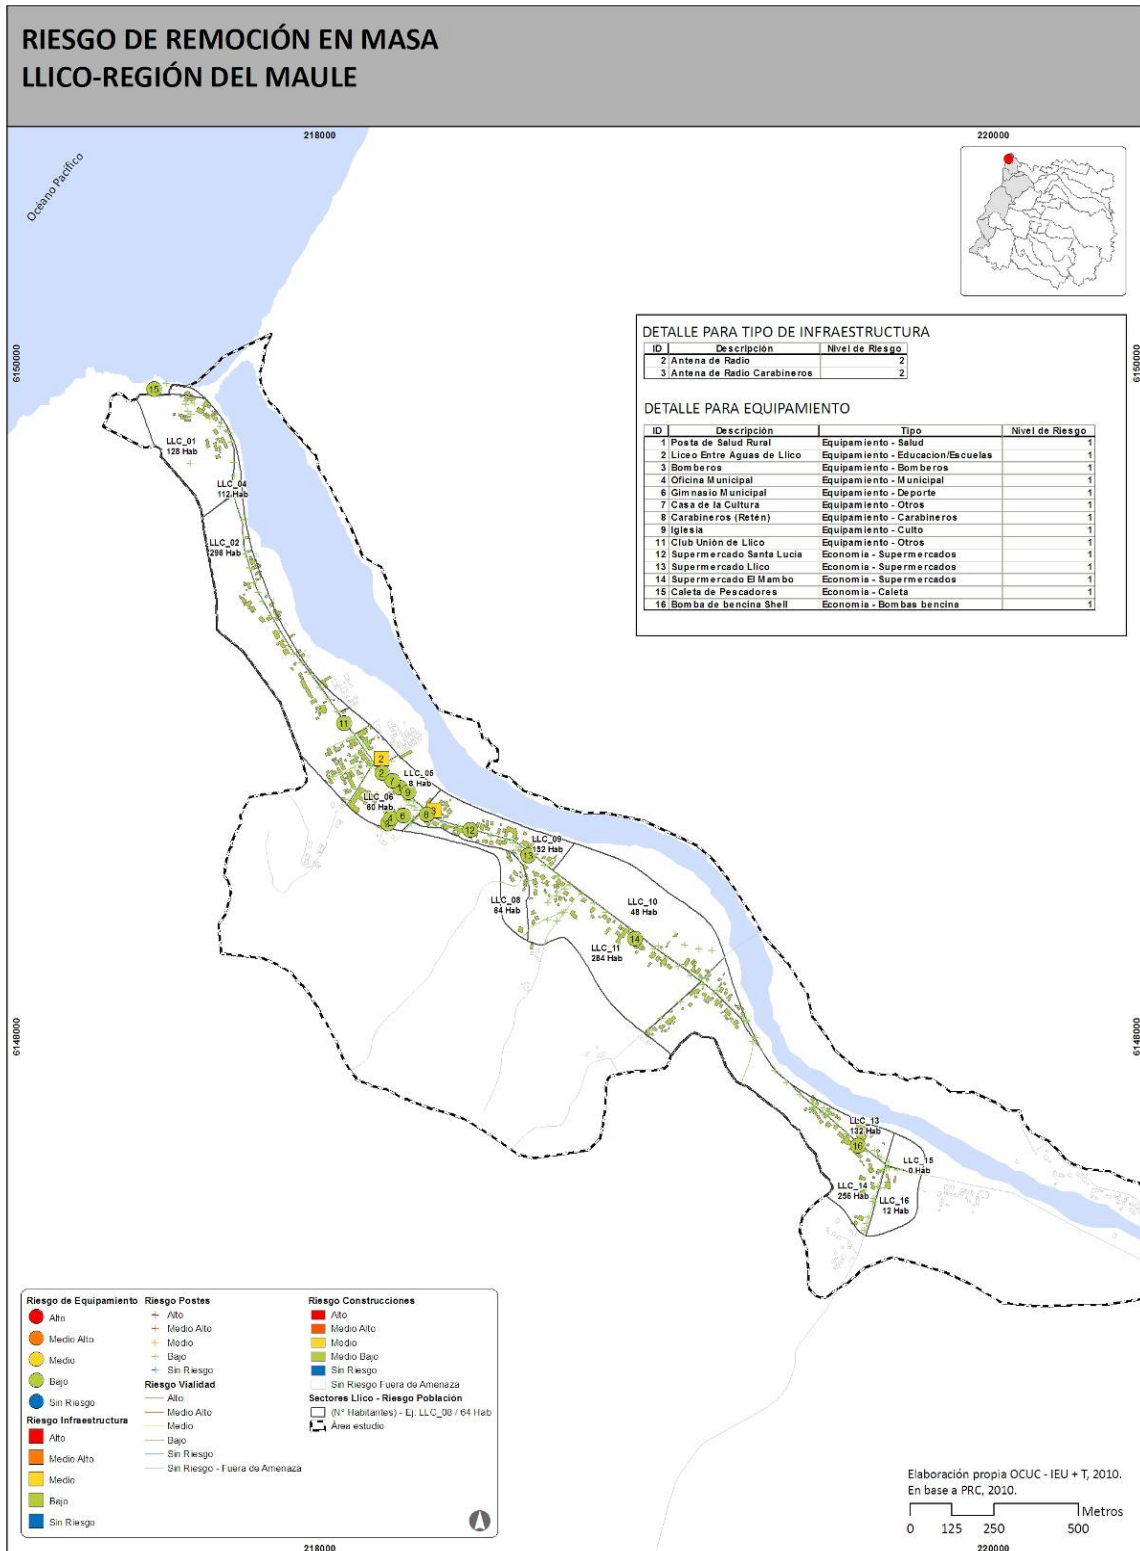 RIESGO DE REMOCIÓN EN MASA
LLICO-REGIÓN DEL MAULE
218000
220000
Océano Pacífico
6150000
6150000
DETALLE PARA TIPO DE INFRAESTRUCTURA
ID Descripción Nivel de Riesgo
2 Antena de Radio 2
3 Antena de Radio Carabineros 2
DETALLE PARA EQUIPAMIENTO
ID Descripción Tipo Nivel de Riesgo
1 Posta de Salud Rural Equipamiento - Salud 1
2 Liceo Entre Aguas de Llico Equipamiento - Educacion/Escuelas 1
3 Bomberos Equipamiento - Bomberos 1
4 Oficina Municipal Equipamiento - Municipal 1
6 Gimnasio Municipal Equipamiento - Deporte 1
7 Casa de la Cultura Equipamiento - Otros 1
8 Carabineros (Retén) Equipamiento - Carabineros 1
9 Iglesia Equipamiento - Culto 1
11 Club Unión de Llico Equipamiento - Otros 1
12 Supermercado Santa Lucia Economia - Supermercados 1
13 Supermercado Llico Economia - Supermercados 1
14 Supermercado El Mambo Economia - Supermercados 1
15 Caleta de Pescadores Economia - Caleta 1
16 Bomba de bencina Shell Economia - Bombas bencina 1
15
LLC_01
128 Hab
LLC_04
112 Hab
LLC_02
296 Hab
11
2
2
7
LLC_05
8 Hab
9
LLC_06
60 Hab
4
6
8
3
12
13
LLC_09
152 Hab
LLC_08
64 Hab
LLC_10
48 Hab
14
LLC_11
284 Hab
6148000
6148000
LLC_13
132 Hab
16
LLC_15
0 Hab
LLC_14
256 Hab
LLC_16
12 Hab
Riesgo de Equipamiento
Alto
Medio Alto
Medio
Bajo
Sin Riesgo
Riesgo Infraestructura
Alto
Medio Alto
Medio
Bajo
Sin Riesgo
Riesgo Postes
Alto
Medio Alto
Medio
Bajo
Sin Riesgo
Riesgo Vialidad
Alto
Medio Alto
Medio
Bajo
Sin Riesgo
Sin Riesgo - Fuera de Amenaza
Riesgo Construcciones
Alto
Medio Alto
Medio
Medio Bajo
Sin Riesgo
Sin Riesgo Fuera de Amenaza
Sectores Llico - Riesgo Población
(N° Habitantes) - Ej: LLC_08 / 64 Hab
Área estudio
Elaboración propia OCUC - IEU + T, 2010.
En base a PRC, 2010.
Metros
0 125 250 500
218000
220000